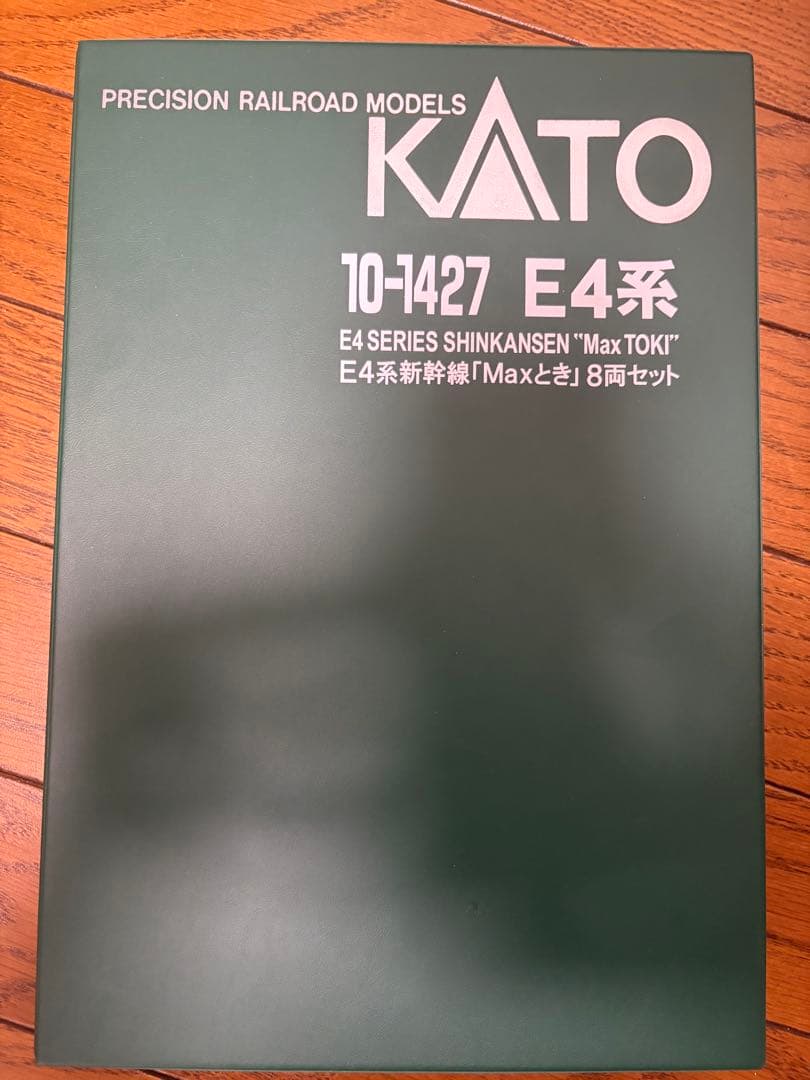 PRECISION RAILROAD MODELS
KATO
10-1427 E4系
E4 SERIES SHINKANSEN “Max TOKI”
E4系新幹線「Maxとき」8両セット